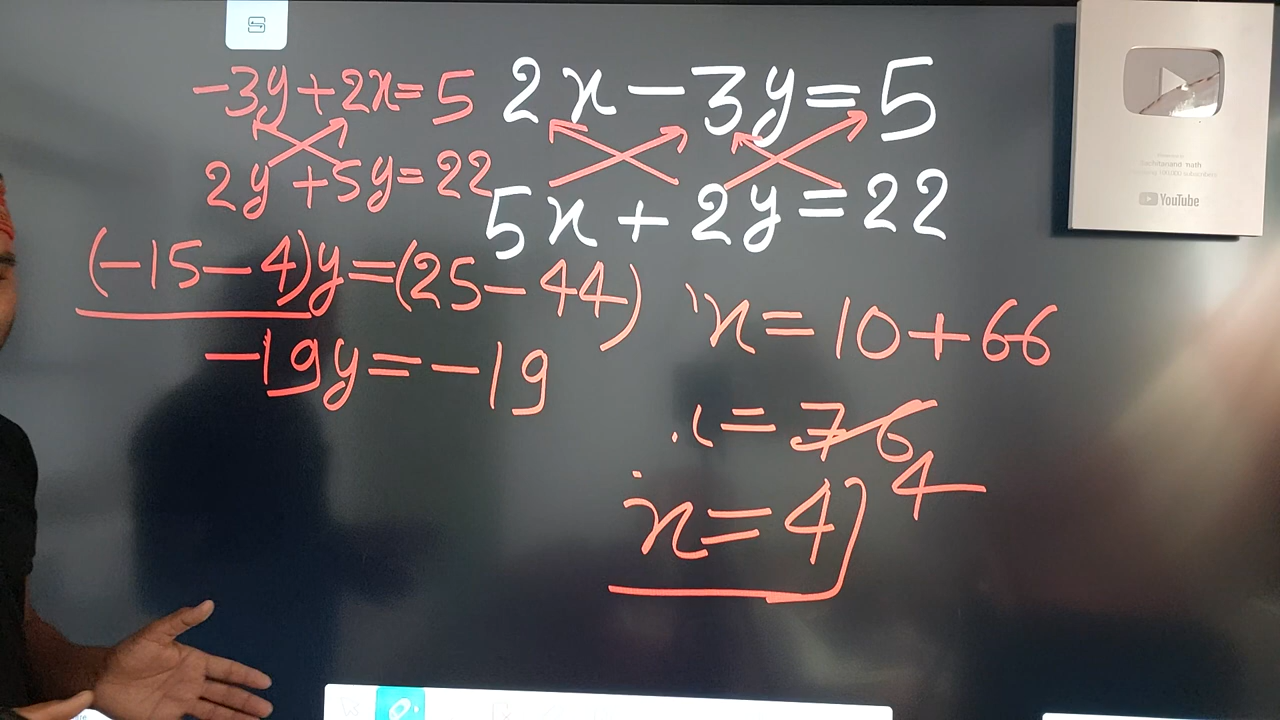 2x-3y=5
5x+2y=22
-3y+2x=5
2y+5y=22
(-15-4)y=(25-44)
-19y=-19
x=10+66
=76
4
x=4
YouTube